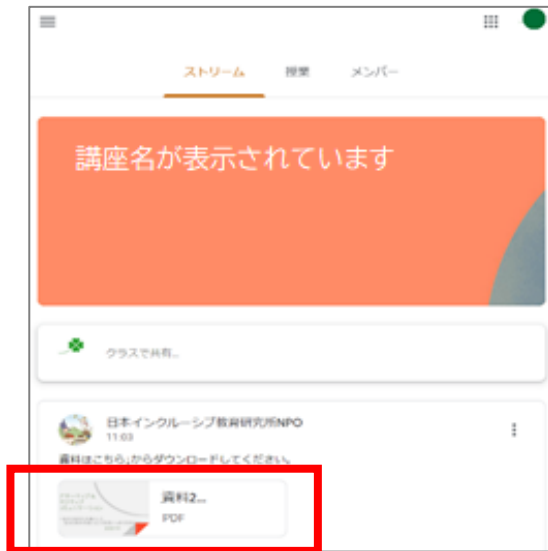 ストリーム 授業 メンバー
講座名が表示されています
クラスで共有...
日本インクルーシブ教育研究所NPO
11:03
資料はこちら」からダウンロードしてください。
資料2...
PDF